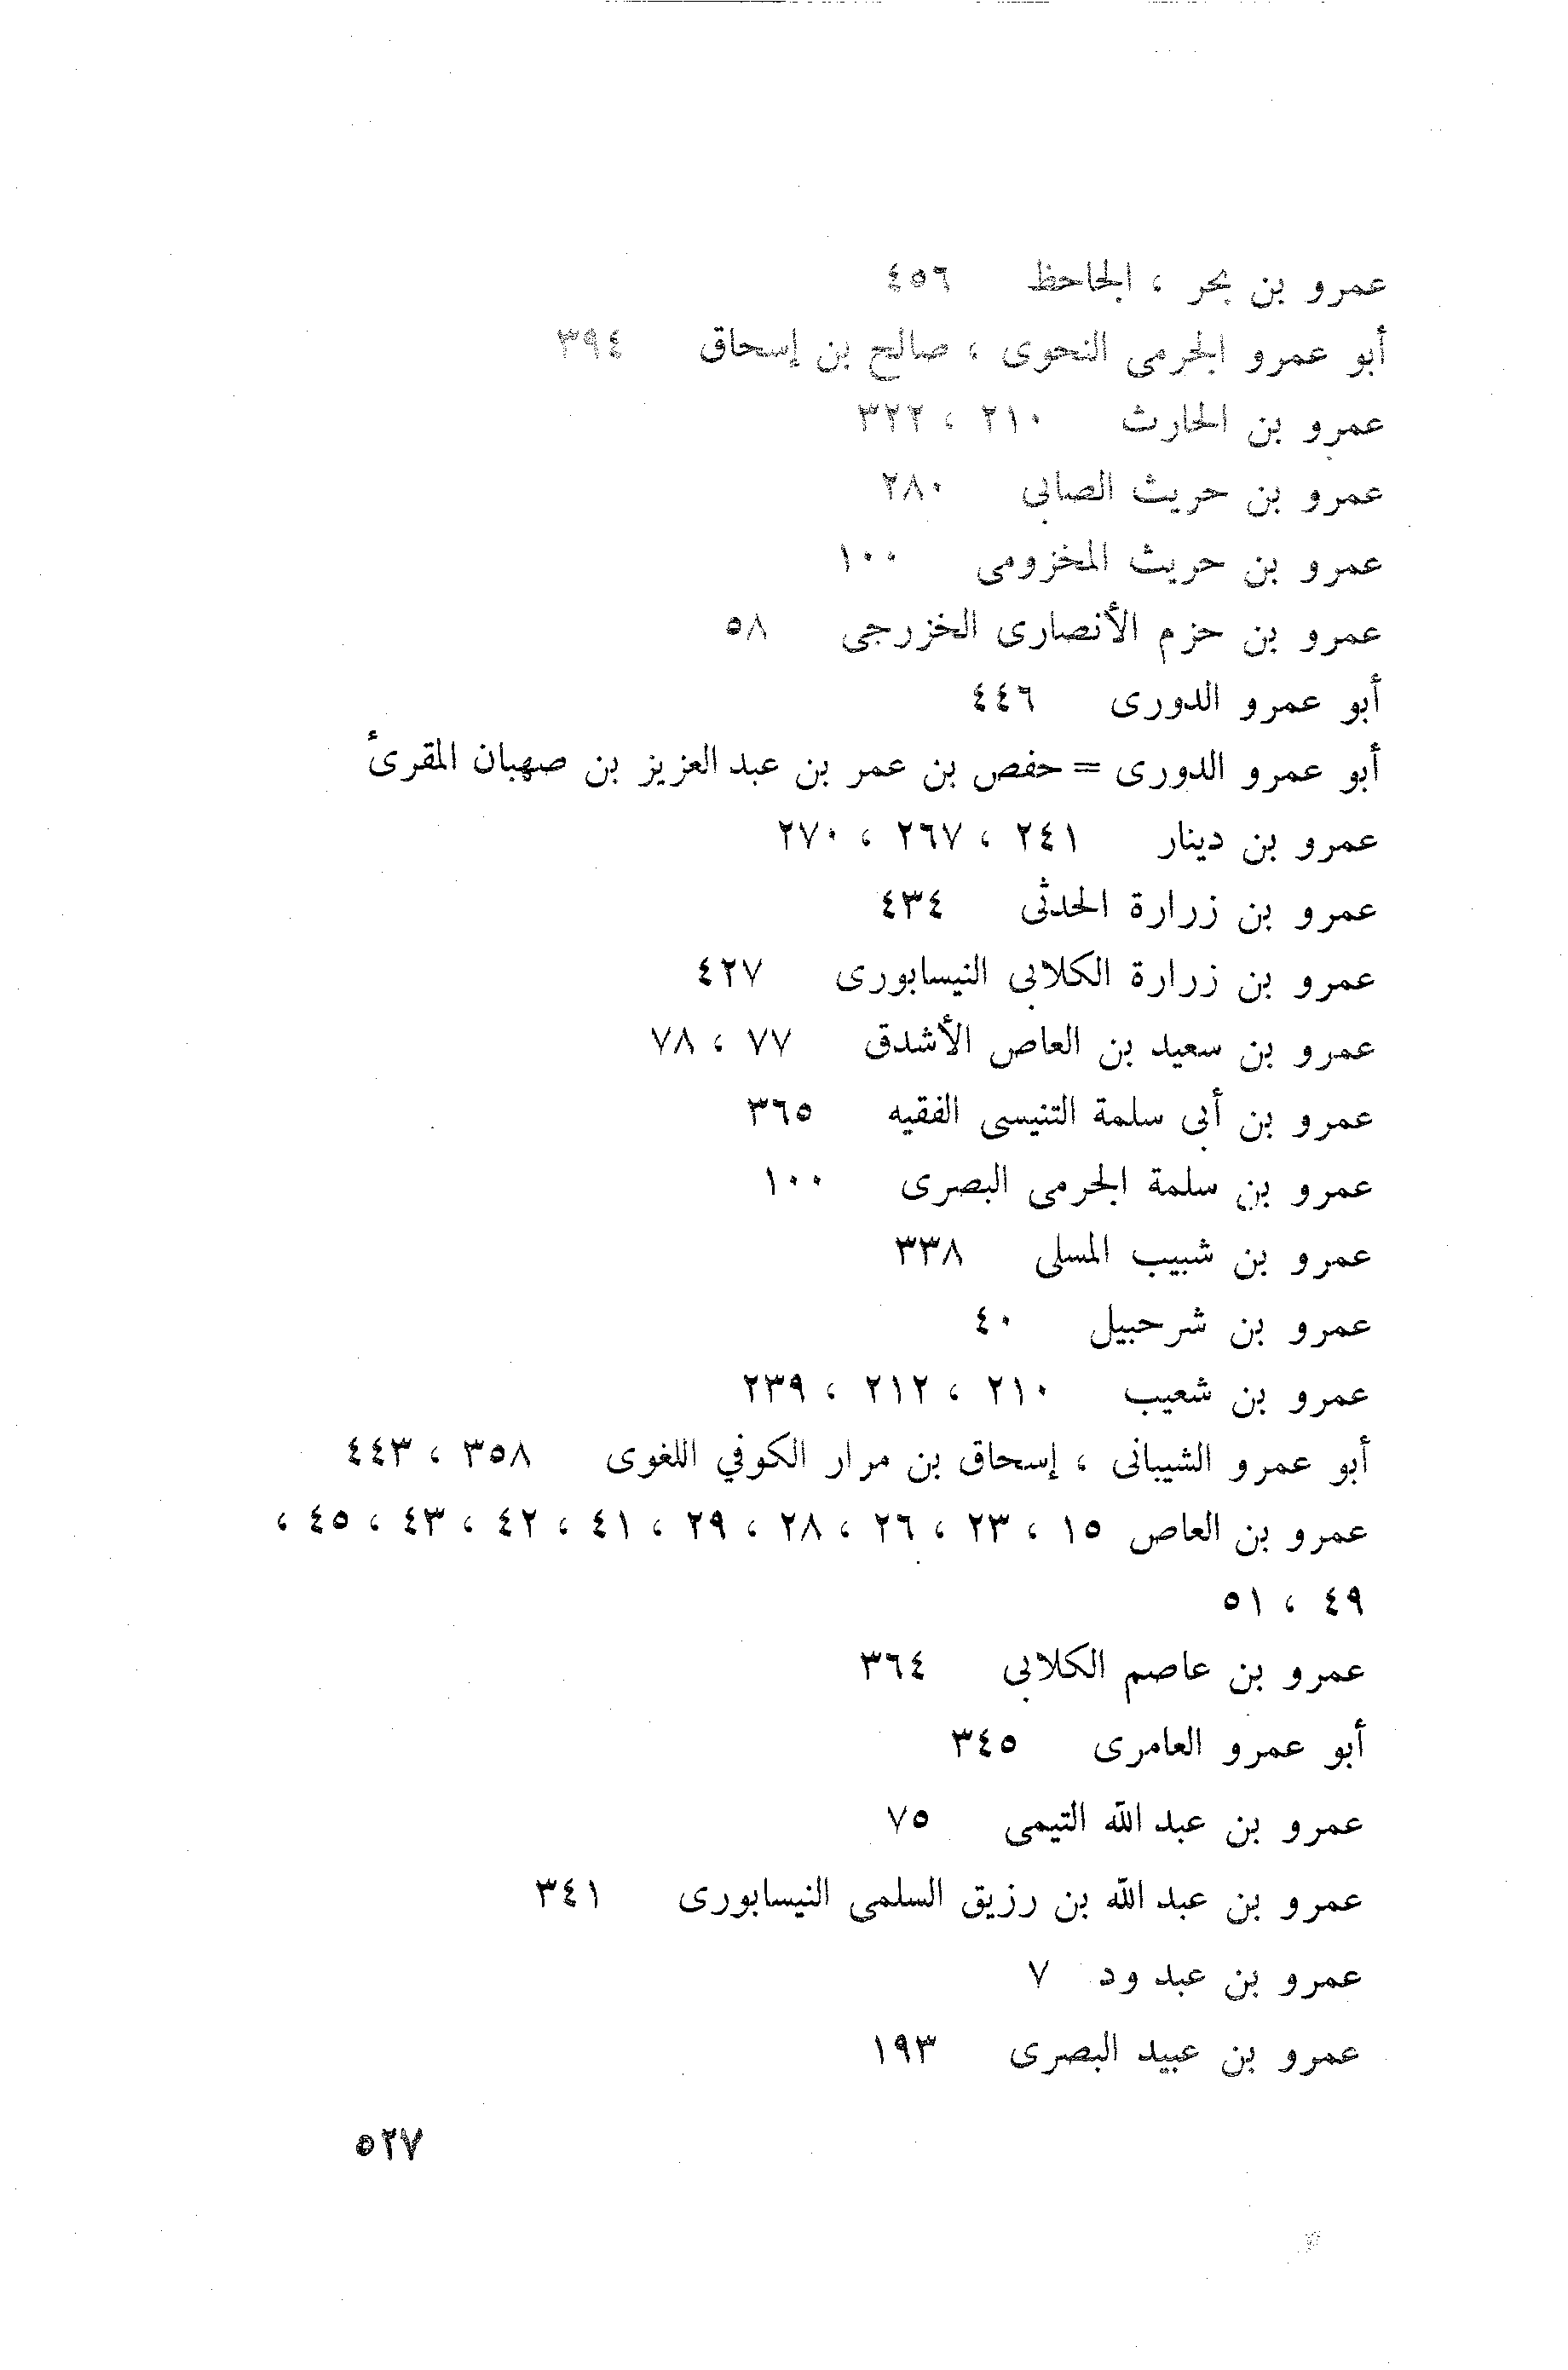 عمرو بن بحر ، الجاحظ ٤٥٦
أبو عمرو الجرمى النحوى ، صالح بن إسحاق ٣٩٤
عمرو بن الحارث ٢١٠ ، ٣٢٢
عمرو بن حريث الصابى ٢٨٠
عمرو بن حريث المخزومى ١٠٠
عمرو بن حزم الأنصارى الخزرجى ٥٨
أبو عمرو الدورى ٤٤٦
أبو عمرو الدورى = حفص بن عمر بن عبد العزيز بن صهبان المقرىٔ
عمرو بن دينار ٢٤١ ، ٢٦٧ ، ٢٧٠
عمرو بن زرارة الحدثى ٤٣٤
عمرو بن زرارة الكلابى النيسابورى ٤٢٧
عمرو بن سعيد بن العاص الأشدق ٧٧ ، ٧٨
عمرو بن أبى سلمة التنيسى الفقيه ٣٦٥
عمرو بن سلمة الجرمى البصرى ١٠٠
عمرو بن شبيب المسلى ٣٣٨
عمرو بن شرحبيل ٤٠
عمرو بن شعيب ٢١٠ ، ٢١٢ ، ٢٣٩
أبو عمرو الشيبانى ، إسحاق بن مرار الكوفي اللغوى ٣٥٨ ، ٤٤٣
عمرو بن العاص ١٥ ، ٢٣ ، ٢٦ ، ٢٨ ، ٢٩ ، ٤١ ، ٤٢ ، ٤٣ ، ٤٥ ،
٤٩ ، ٥١
عمرو بن عاصم الكلابى ٣٦٤
أبو عمرو العامرى ٣٤٥
عمرو بن عبد الله التيمى ٧٥
عمرو بن عبد الله بن رزيق السلمى النيسابورى ٣٤١
عمرو بن عبد ود ٧
عمرو بن عبيد البصرى ١٩٣
٥٢٧